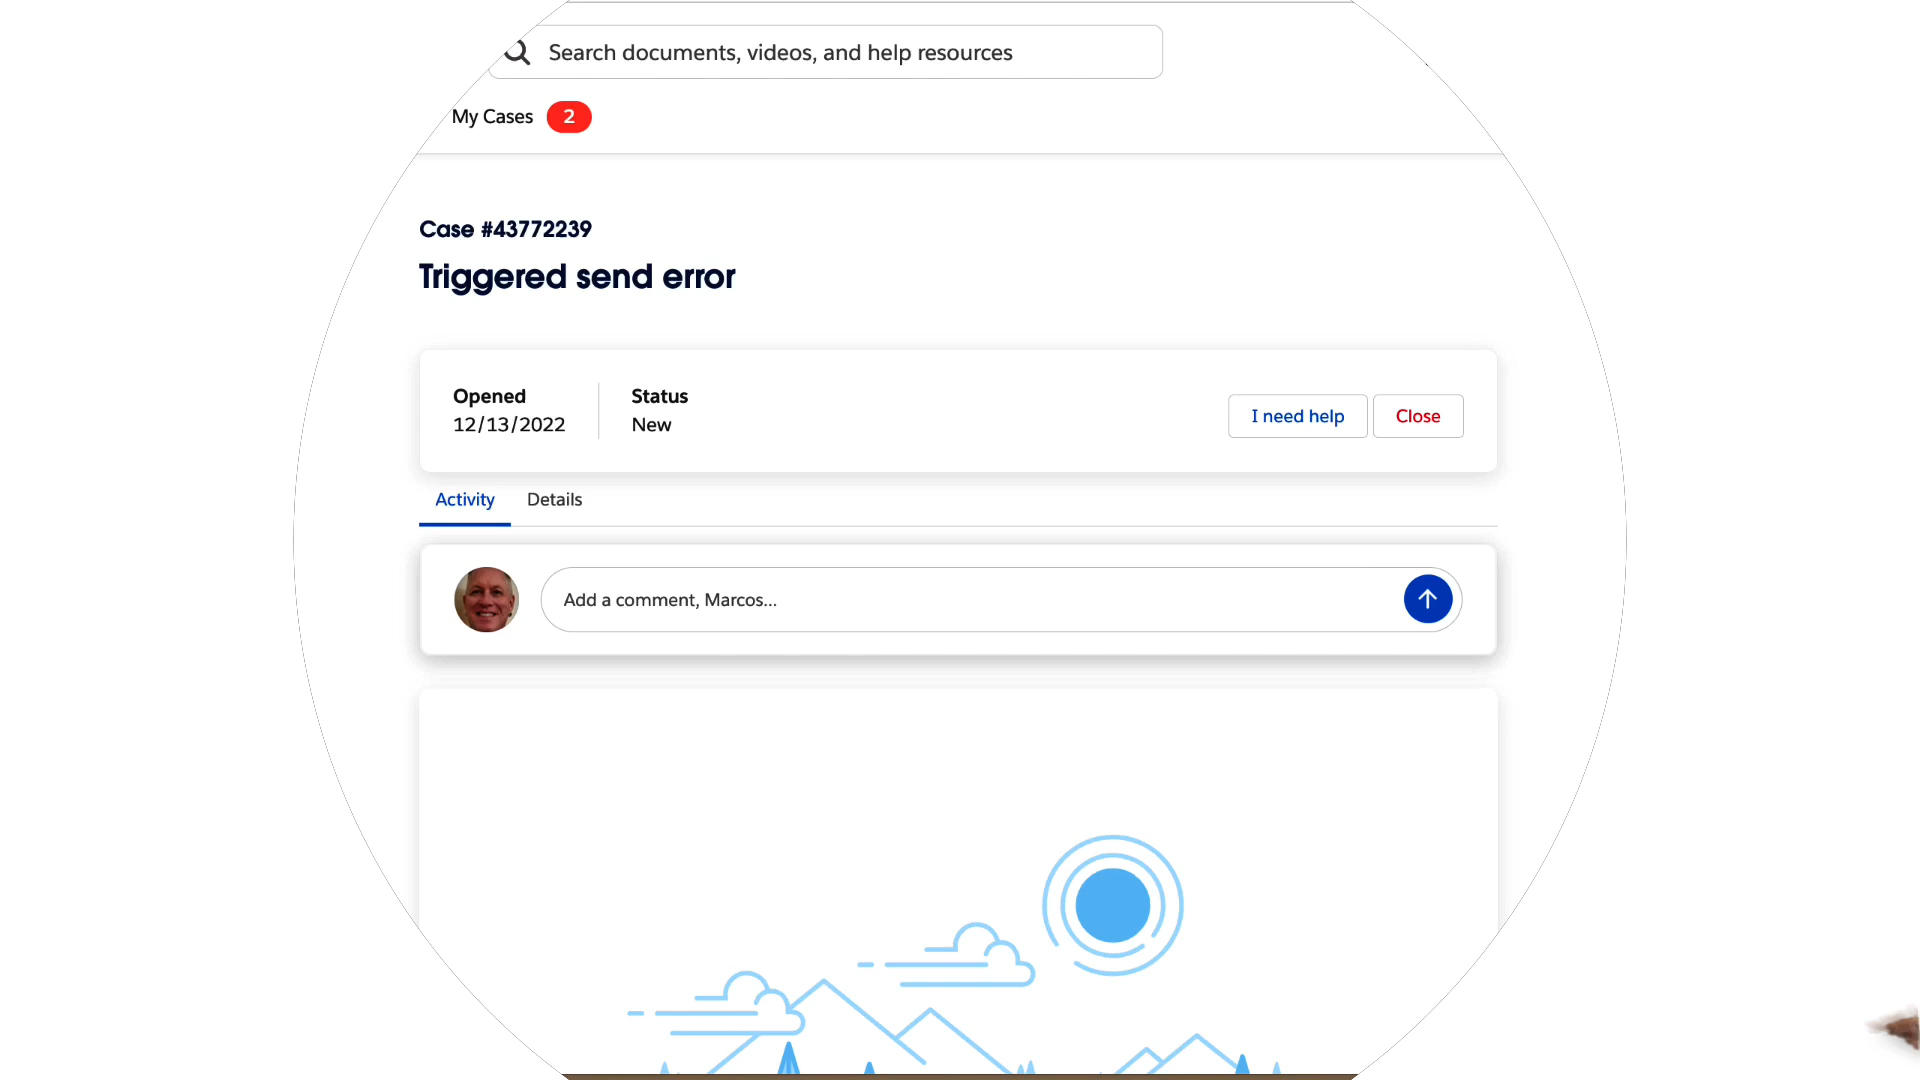 Search documents, videos, and help resources
My Cases 2
Case #43772239
Triggered send error
Opened
12/13/2022
Status
New
I need help
Close
Activity
Details
Add a comment, Marcos...